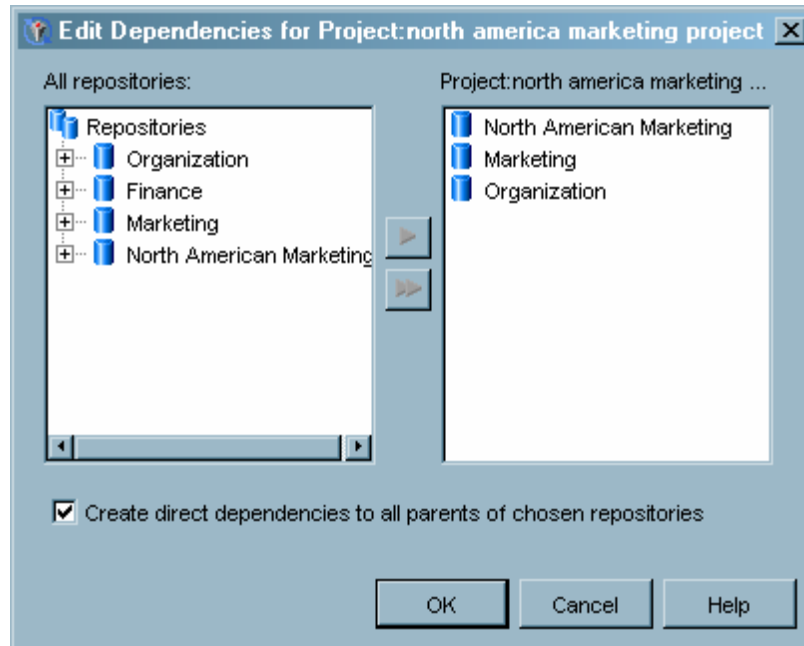 Edit Dependencies for Project:north america marketing project
All repositories:
Repositories
Organization
Finance
Marketing
North American Marketing
Project:north america marketing ...
North American Marketing
Marketing
Organization
Create direct dependencies to all parents of chosen repositories
OK
Cancel
Help